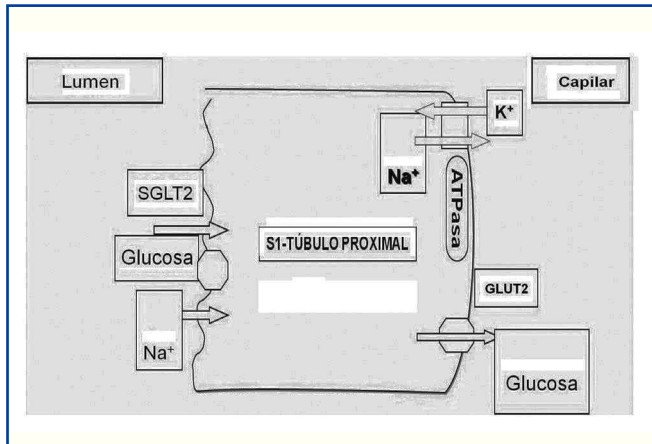 Lumen
Capilar
K⁺
Na⁺
ATPasa
SGLT2
S1-TÚBULO PROXIMAL
Glucosa
GLUT2
Na⁺
Glucosa